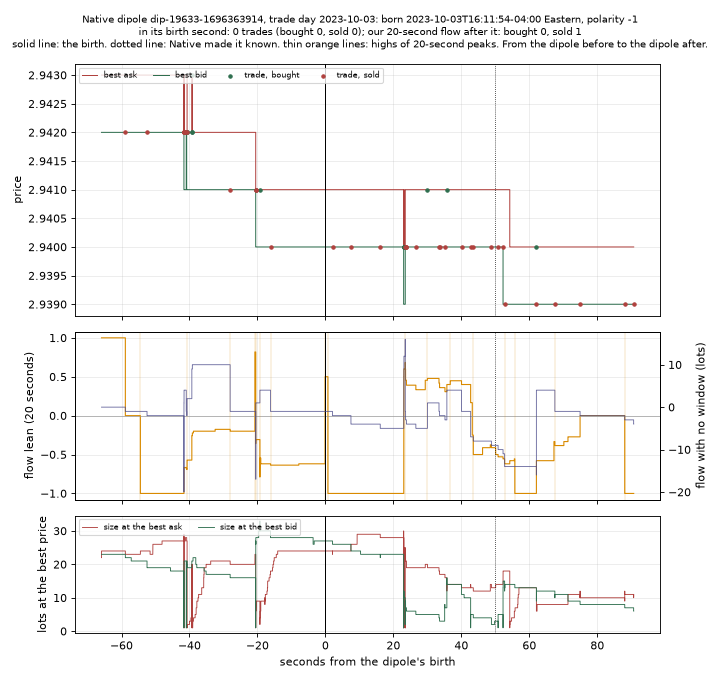 Native dipole dip-19633-1696363914, trade day 2023-10-03: born 2023-10-03T16:11:54-04:00 Eastern, polarity -1
in its birth second: 0 trades (bought 0, sold 0); our 20-second flow after it: bought 0, sold 1
solid line: the birth. dotted line: Native made it known. thin orange lines: highs of 20-second peaks. From the dipole before to the dipole after.
best ask best bid trade, bought trade, sold
2.9430
2.9425
2.9420
2.9415
2.9410
2.9405
2.9400
2.9395
2.9390
price
1.0
0.5
0.0
−0.5
−1.0
flow lean (20 seconds)
10
0
−10
−20
flow with no window (lots)
size at the best ask size at the best bid
30
20
10
0
lots at the best price
−60 −40 −20 0 20 40 60 80
seconds from the dipole's birth